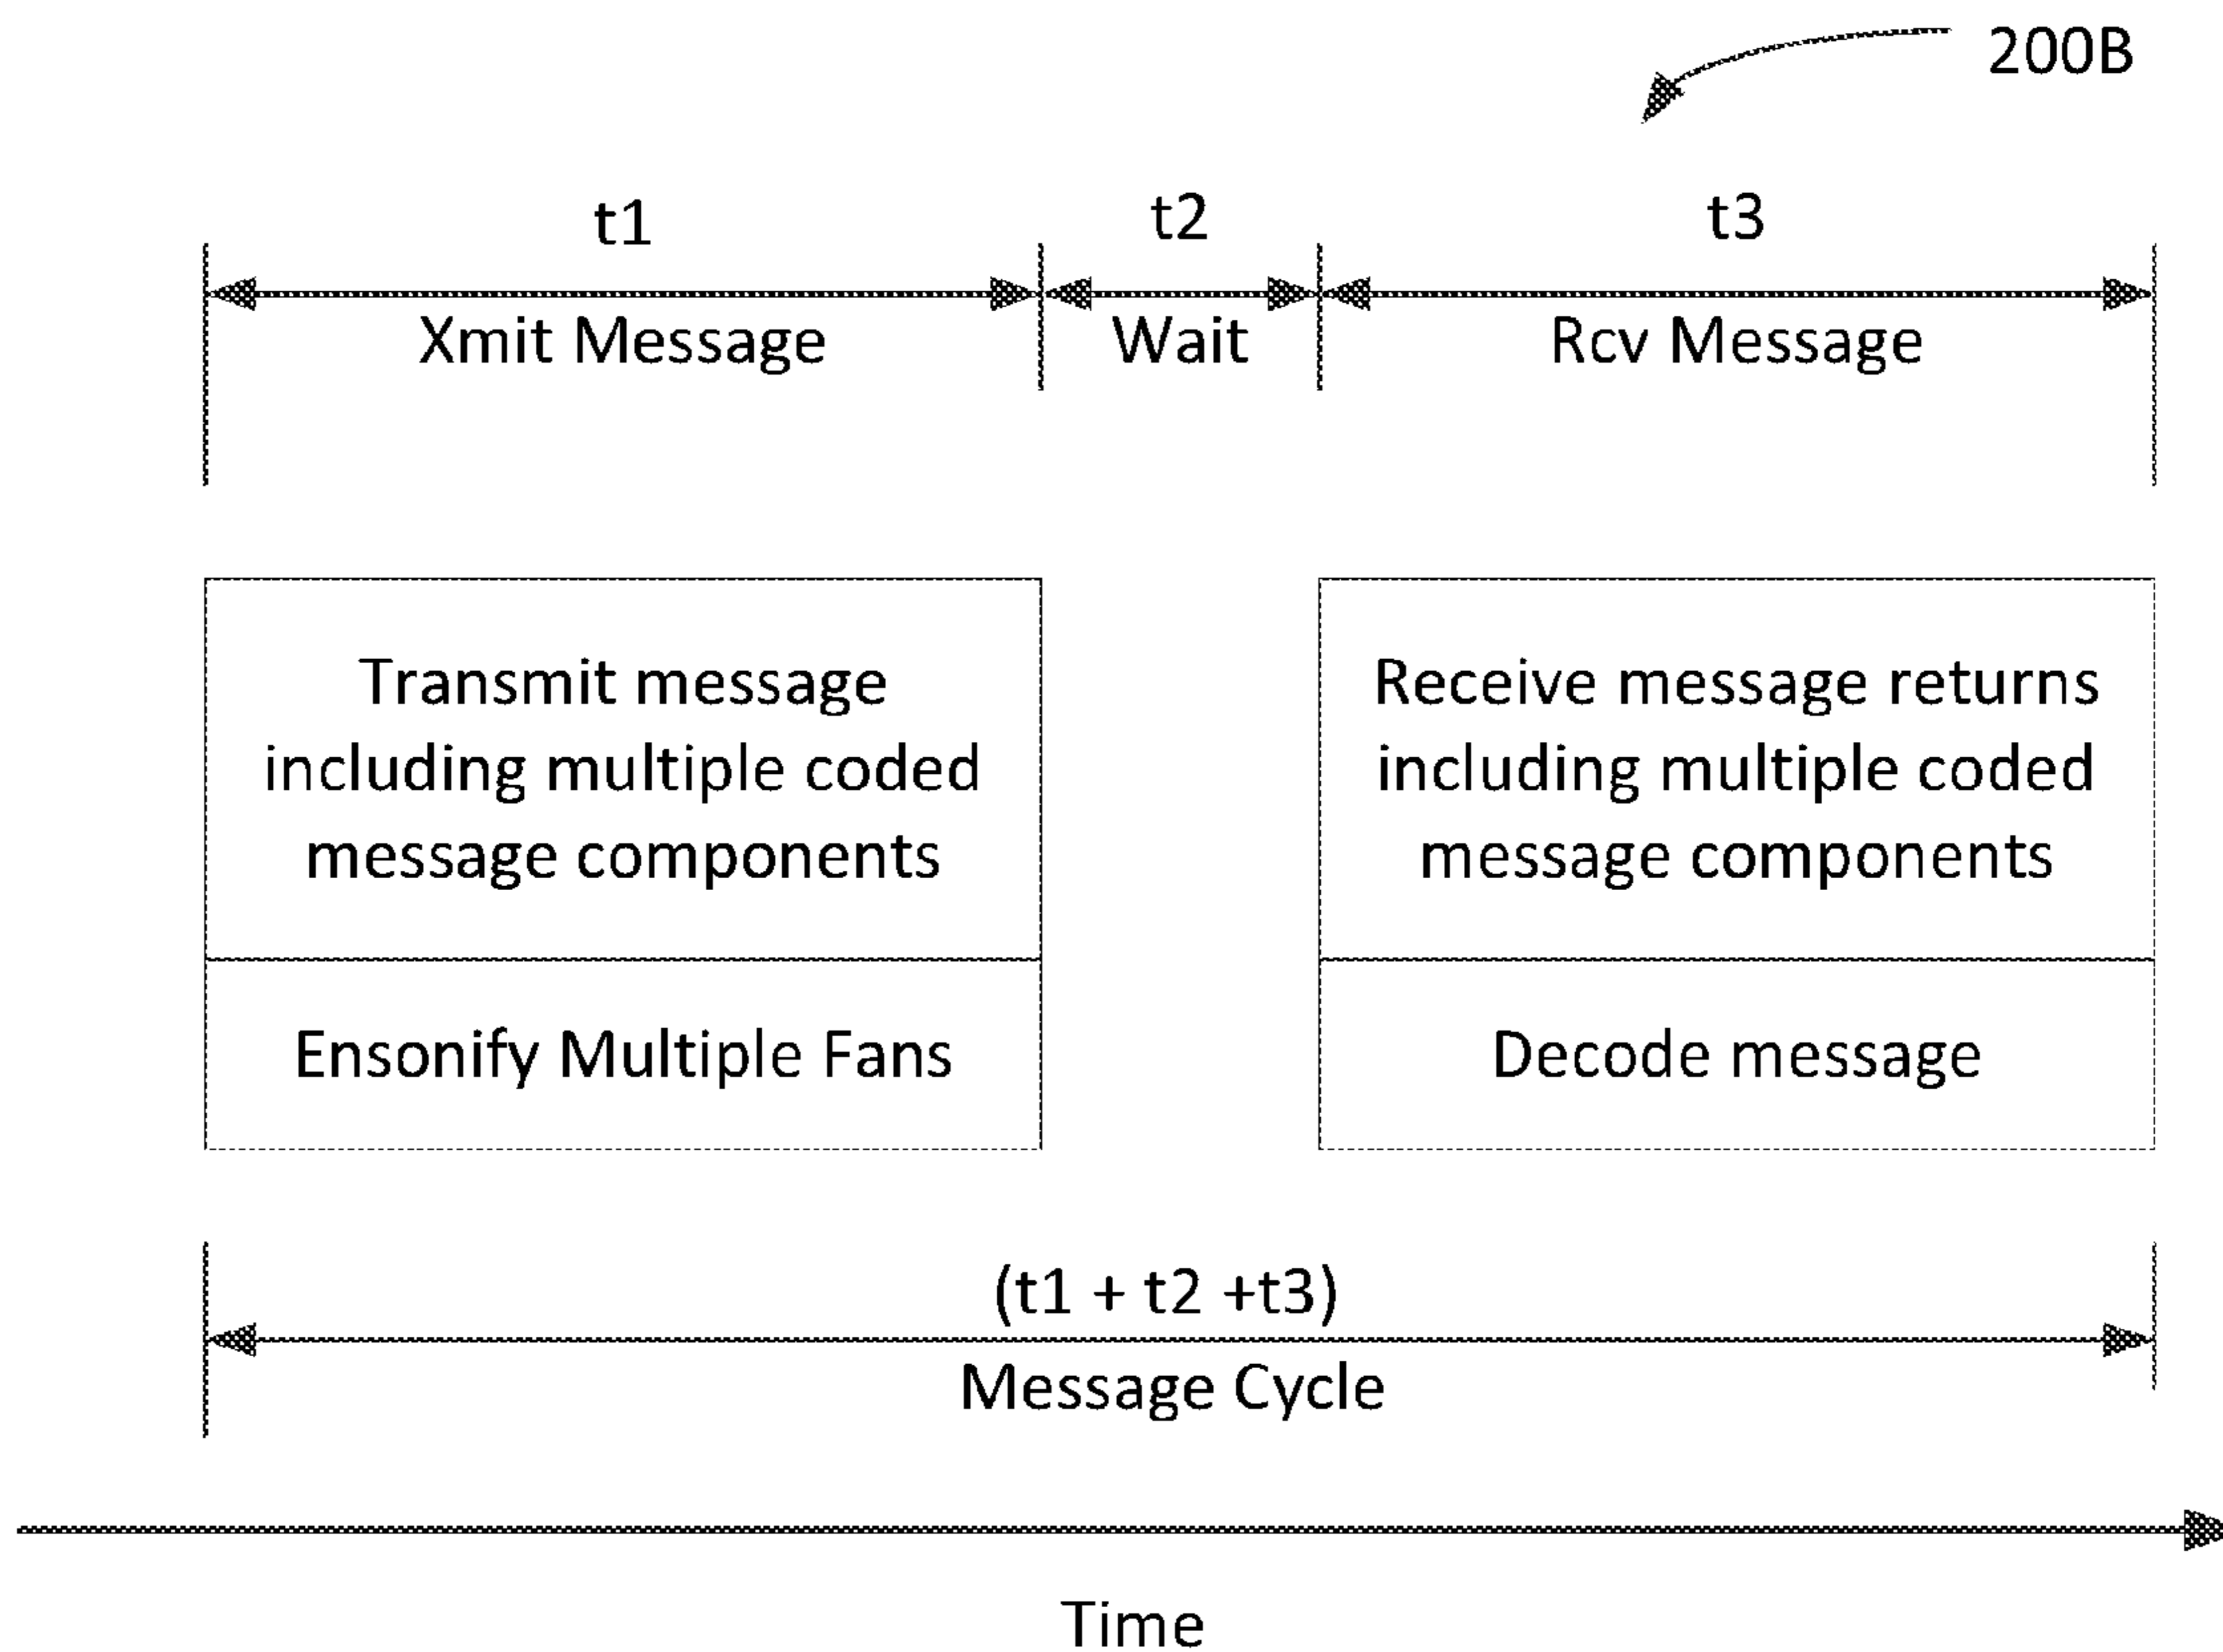 200B
t1
t2
t3
Xmit Message
Wait
Rcv Message
Transmit message
including multiple coded
message components
Ensonify Multiple Fans
Receive message returns
including multiple coded
message components
Decode message
(t1 + t2 +t3)
Message Cycle
Time